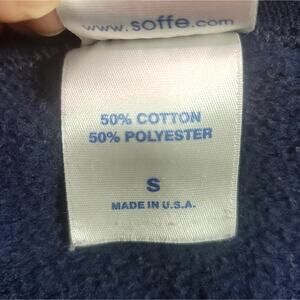 www.soffe.com
50% COTTON
50% POLYESTER
S
MADE IN U.S.A.